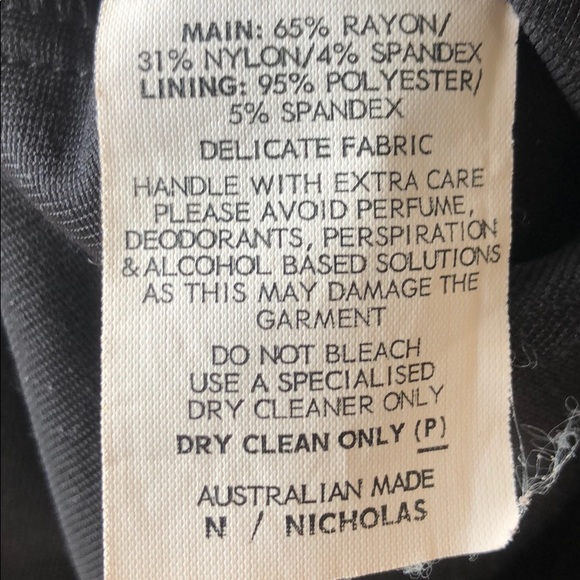 MAIN: 65% RAYON/
31% NYLON/4% SPANDEX
LINING: 95% POLYESTER/
5% SPANDEX
DELICATE FABRIC
HANDLE WITH EXTRA CARE
PLEASE AVOID PERFUME,
DEODORANTS, PERSPIRATION
& ALCOHOL BASED SOLUTIONS
AS THIS MAY DAMAGE THE
GARMENT
DO NOT BLEACH
USE A SPECIALISED
DRY CLEANER ONLY
DRY CLEAN ONLY (P)
AUSTRALIAN MADE
N / NICHOLAS